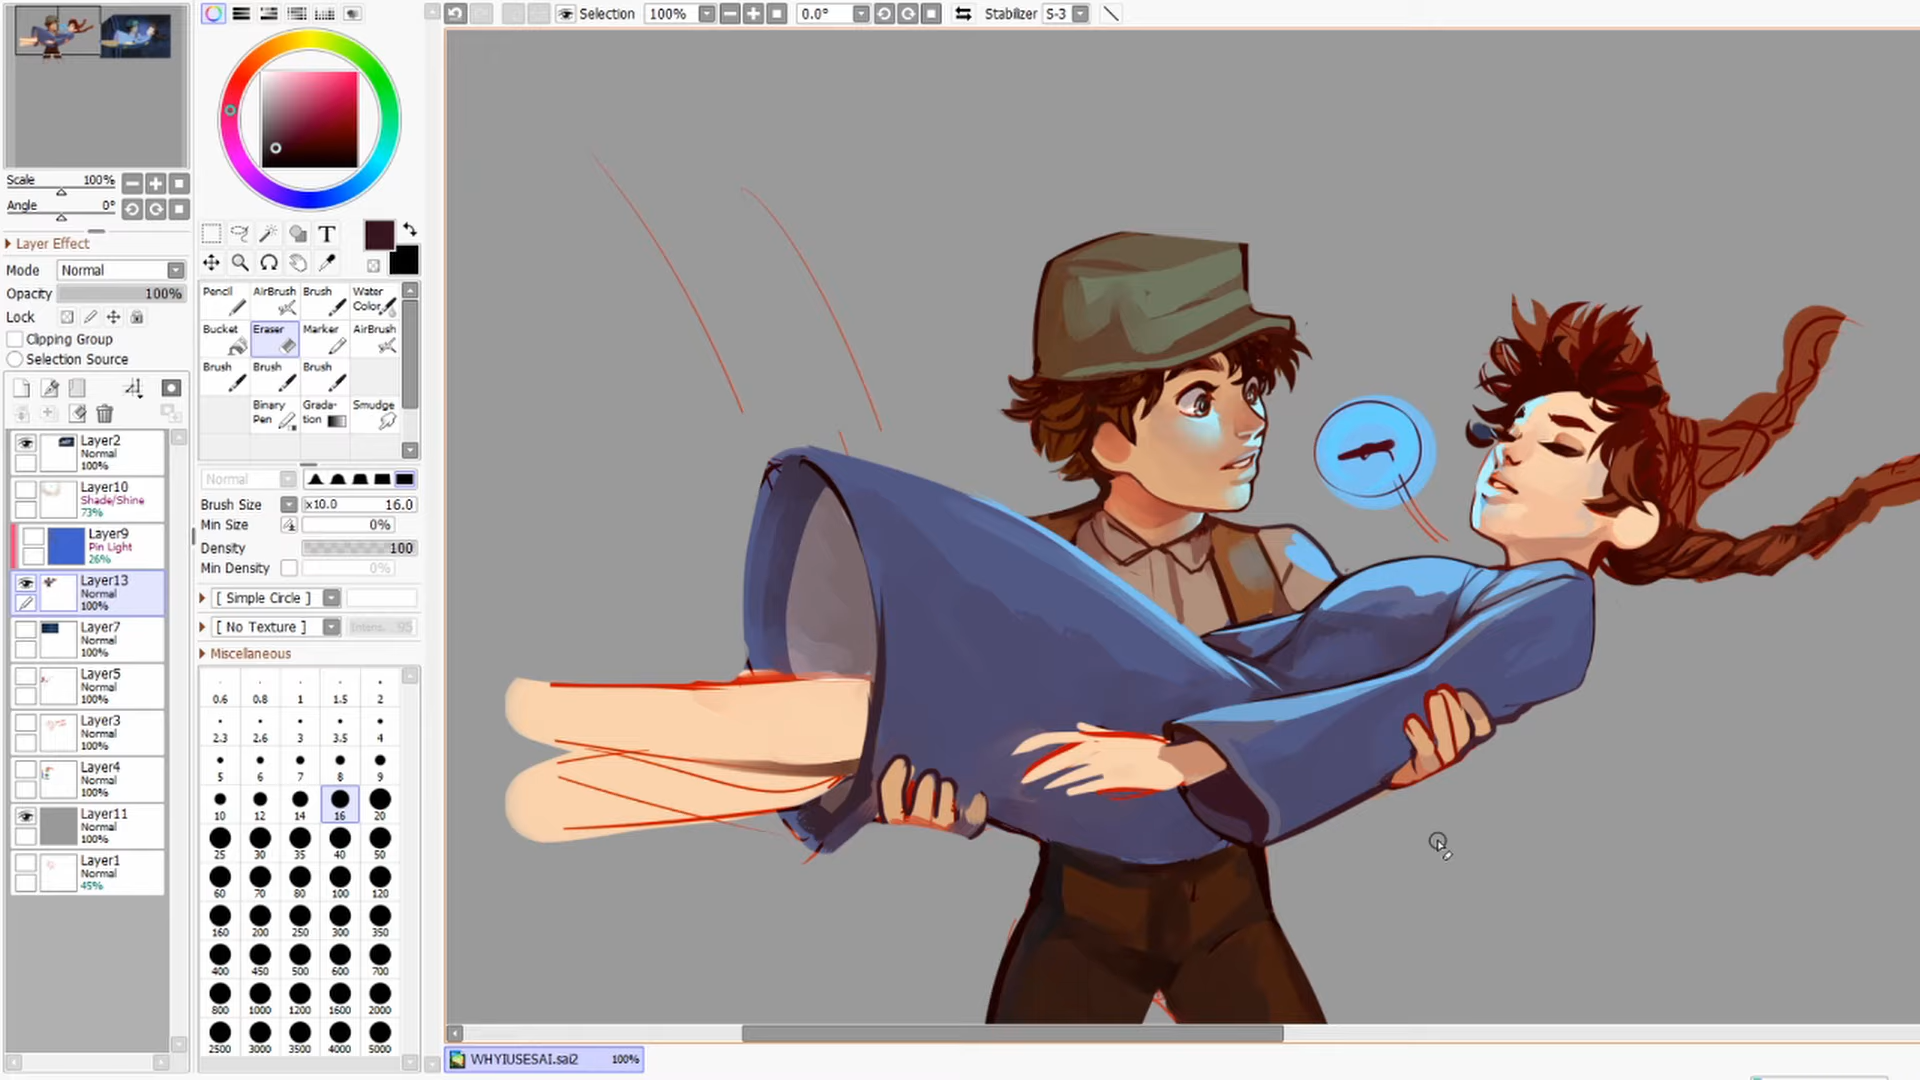 Selection 100% 0.0° Stabilizer S-3
Scale 100%
Angle 0°
Layer Effect
Mode Normal
Opacity 100%
Lock
Clipping Group
Selection Source
Layer2
Normal
100%
Layer10
Shade/Shine
73%
Layer9
Pin Light
26%
Layer13
Normal
100%
Layer7
Normal
100%
Layer5
Normal
100%
Layer3
Normal
100%
Layer4
Normal
100%
Layer11
Normal
100%
Layer1
Normal
45%
T
Pencil AirBrush Brush Water Color
Bucket Eraser Marker AirBrush
Brush Brush Brush
Binary Pen Grada-tion Smudge
Normal
Brush Size x10.0 16.0
Min Size 0%
Density 100
Min Density 0%
[ Simple Circle ]
[ No Texture ] Intens. 95
Miscellaneous
0.6 0.8 1 1.5 2
2.3 2.6 3 3.5 4
5 6 7 8 9
10 12 14 16 20
25 30 35 40 50
60 70 80 100 120
160 200 250 300 350
400 450 500 600 700
800 1000 1200 1600 2000
2500 3000 3500 4000 5000
WHYIUSESAI.sai2 100%